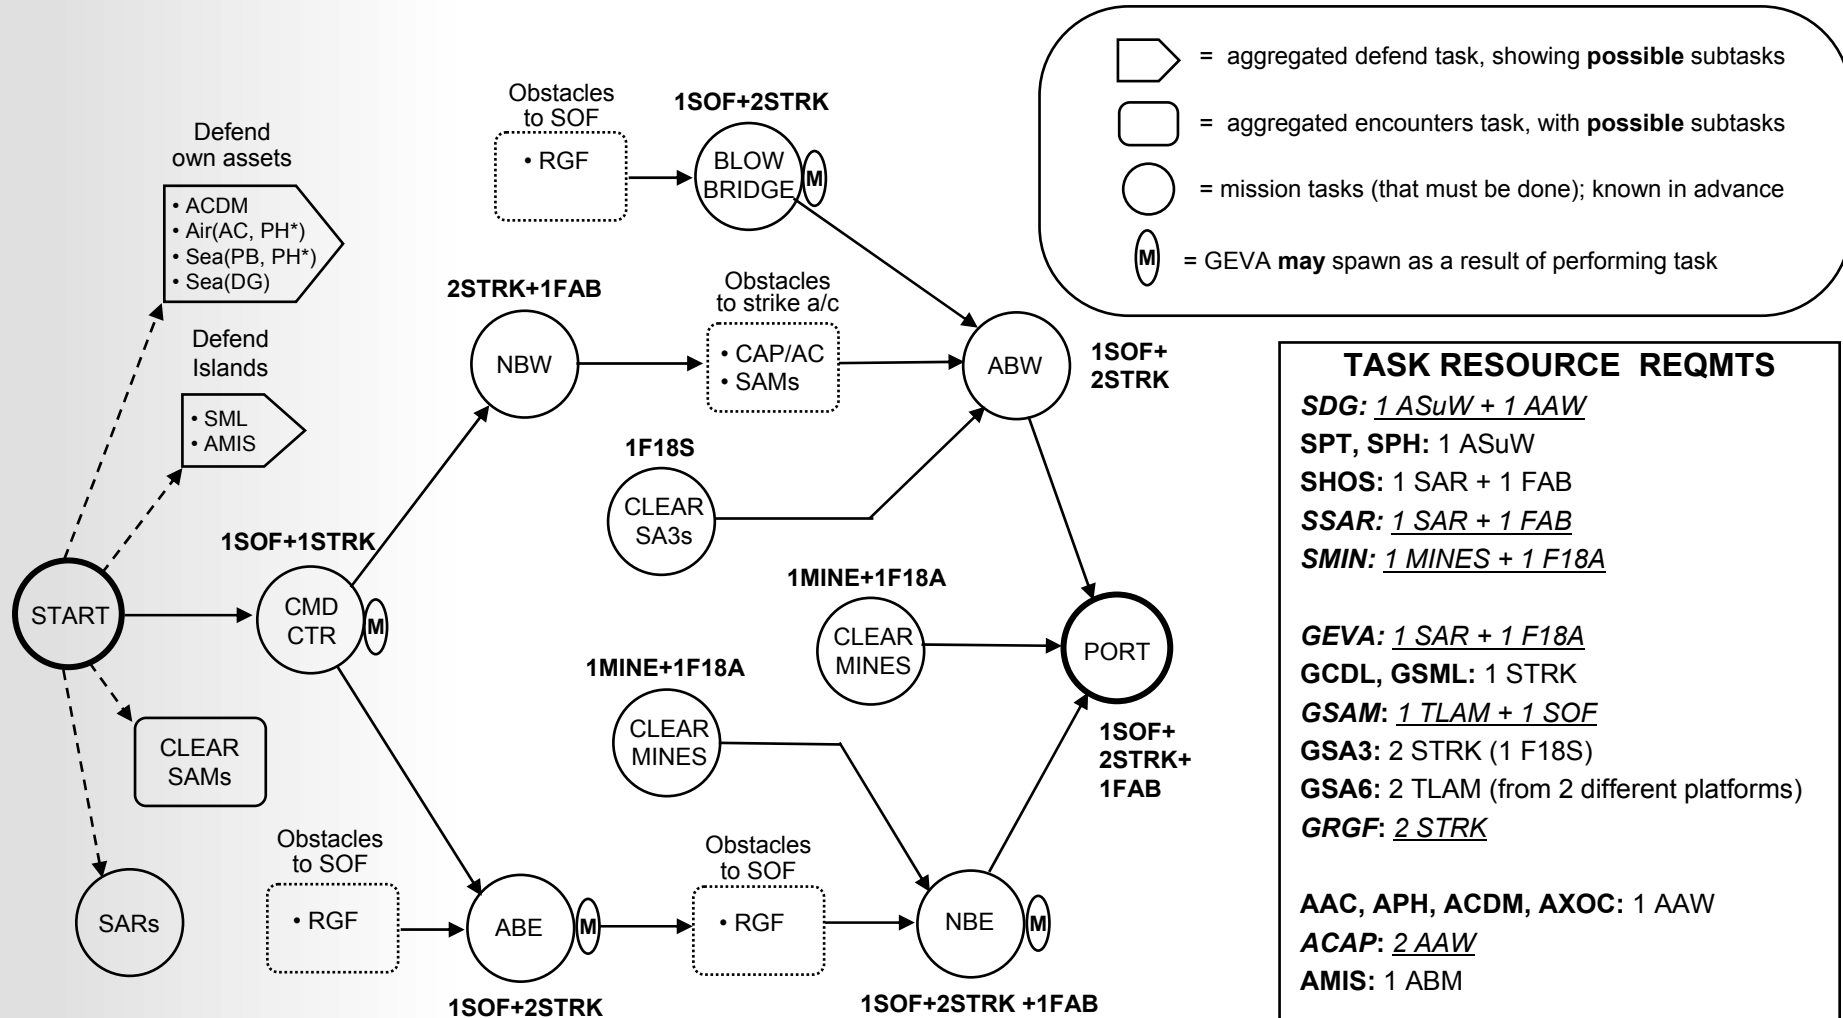 = aggregated defend task, showing possible subtasks
= aggregated encounters task, with possible subtasks
= mission tasks (that must be done); known in advance
M
= GEVA may spawn as a result of performing task
Defend
own assets
• ACDM
• Air(AC, PH*)
• Sea(PB, PH*)
• Sea(DG)
Defend
Islands
• SML
• AMIS
START
1SOF+1STRK
CMD
CTR
M
CLEAR
SAMs
SARs
Obstacles
to SOF
• RGF
1SOF+2STRK
BLOW
BRIDGE
M
2STRK+1FAB
NBW
Obstacles
to strike a/c
• CAP/AC
• SAMs
ABW
1SOF+
2STRK
1F18S
CLEAR
SA3s
1MINE+1F18A
CLEAR
MINES
PORT
1SOF+
2STRK+
1FAB
1MINE+1F18A
CLEAR
MINES
Obstacles
to SOF
• RGF
ABE
M
1SOF+2STRK
Obstacles
to SOF
• RGF
NBE
M
1SOF+2STRK +1FAB
TASK RESOURCE REQMTS
SDG: 1 ASuW + 1 AAW
SPT, SPH: 1 ASuW
SHOS: 1 SAR + 1 FAB
SSAR: 1 SAR + 1 FAB
SMIN: 1 MINES + 1 F18A
GEVA: 1 SAR + 1 F18A
GCDL, GSML: 1 STRK
GSAM: 1 TLAM + 1 SOF
GSA3: 2 STRK (1 F18S)
GSA6: 2 TLAM (from 2 different platforms)
GRGF: 2 STRK
AAC, APH, ACDM, AXOC: 1 AAW
ACAP: 2 AAW
AMIS: 1 ABM